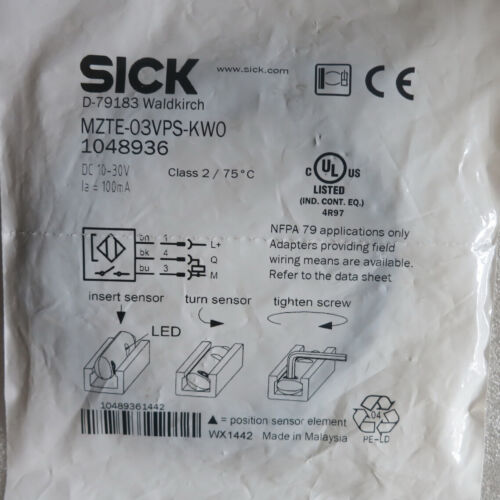 SICK
www.sick.com
CE
D-79183 Waldkirch
MZTE-03VPS-KW0
1048936
DC 10-30V
Ia = 100mA
Class 2 / 75°C
C UL US
LISTED
(IND. CONT. EQ.)
4R97
NFPA 79 applications only
Adapters providing field
wiring means are available.
Refer to the data sheet
bn 1 L+
bk 4 Q
bu 3 M
insert sensor
turn sensor
tighten screw
LED
10489361442
▲ = position sensor element
WX1442 Made in Malaysia
04
PE-LD